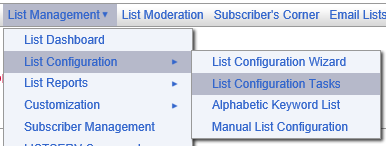 List Management▼ List Moderation Subscriber's Corner Email Lists
List Dashboard
List Configuration ►
List Reports ►
Customization ►
Subscriber Management
List Configuration Wizard
List Configuration Tasks
Alphabetic Keyword List
Manual List Configuration